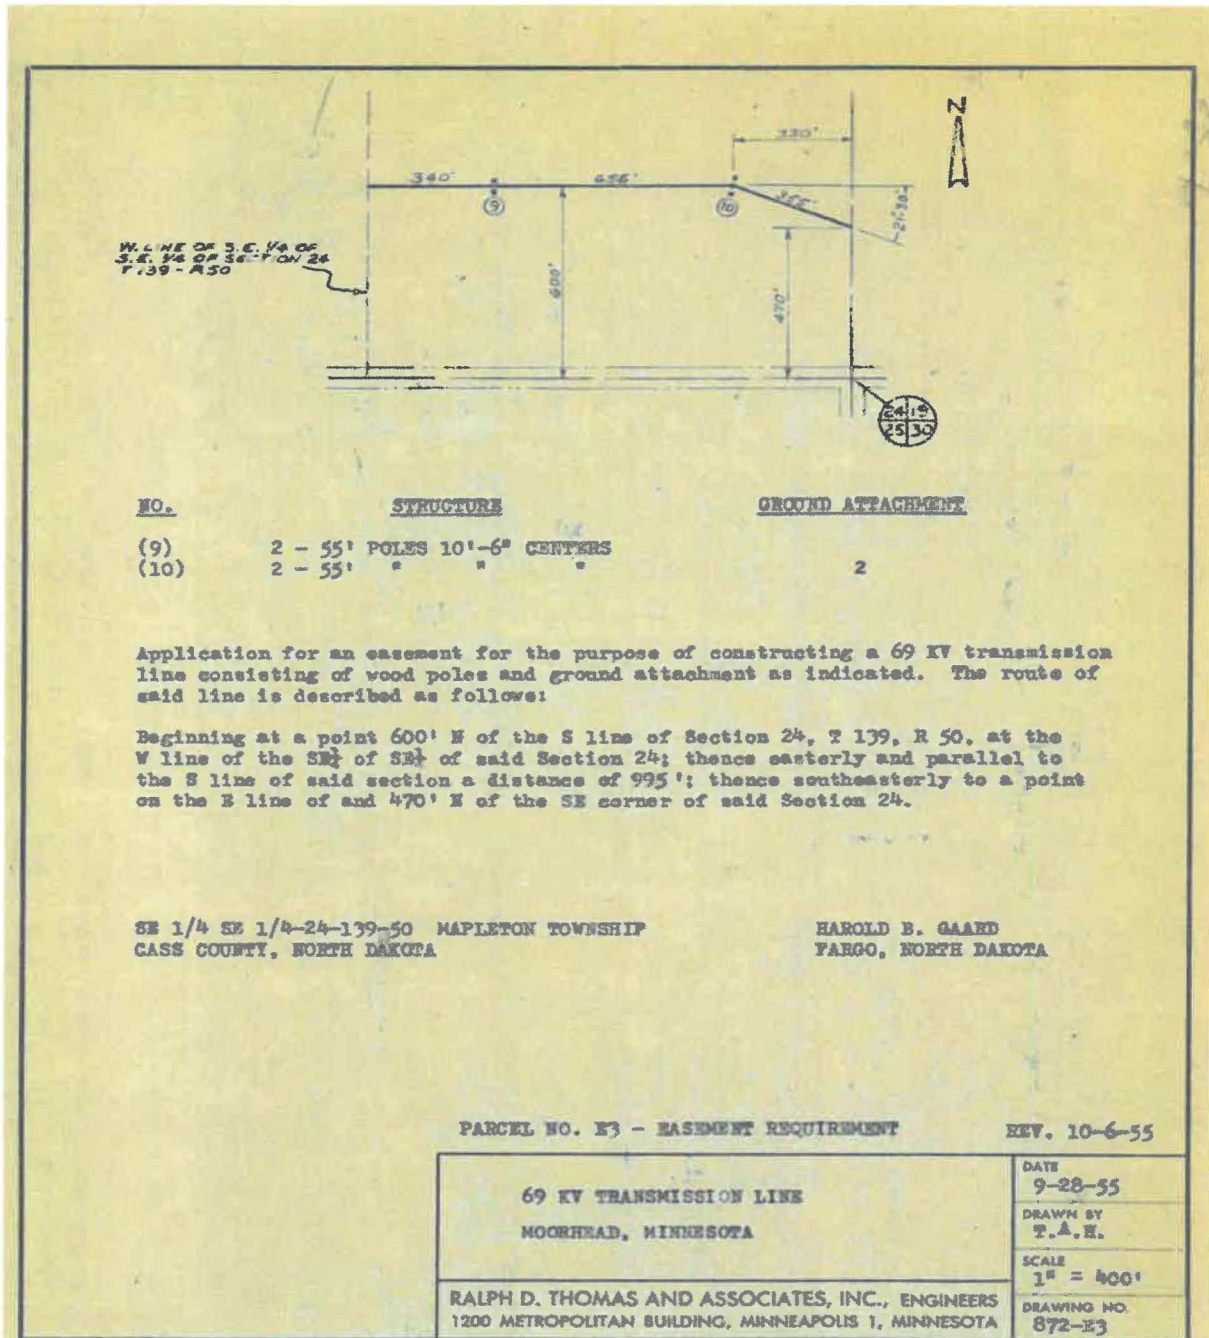 N
330'
340'
656'
(9)
(10)
355'
21°30'
W. LINE OF S.E. 1/4 OF
S.E. 1/4 OF SECTION 24
T139 - R50
600'
470'
24 19
25 30
NO. STRUCTURE GROUND ATTACHMENT
(9) 2 - 55' POLES 10'-6" CENTERS
(10) 2 - 55' " " " 2
Application for an easement for the purpose of constructing a 69 KV transmission
line consisting of wood poles and ground attachment as indicated. The route of
said line is described as follows:
Beginning at a point 600' N of the S line of Section 24, T 139, R 50, at the
W line of the SE¼ of SE¼ of said Section 24; thence easterly and parallel to
the S line of said section a distance of 995'; thence southeasterly to a point
on the E line of and 470' N of the SE corner of said Section 24.
SE 1/4 SE 1/4-24-139-50 MAPLETON TOWNSHIP HAROLD B. GAARD
CASS COUNTY, NORTH DAKOTA FARGO, NORTH DAKOTA
PARCEL NO. E3 - EASEMENT REQUIREMENT REV. 10-6-55
69 KV TRANSMISSION LINE
MOORHEAD, MINNESOTA
DATE
9-28-55
DRAWN BY
T.A.H.
SCALE
1" = 400'
RALPH D. THOMAS AND ASSOCIATES, INC., ENGINEERS
1200 METROPOLITAN BUILDING, MINNEAPOLIS 1, MINNESOTA
DRAWING NO.
872-E3